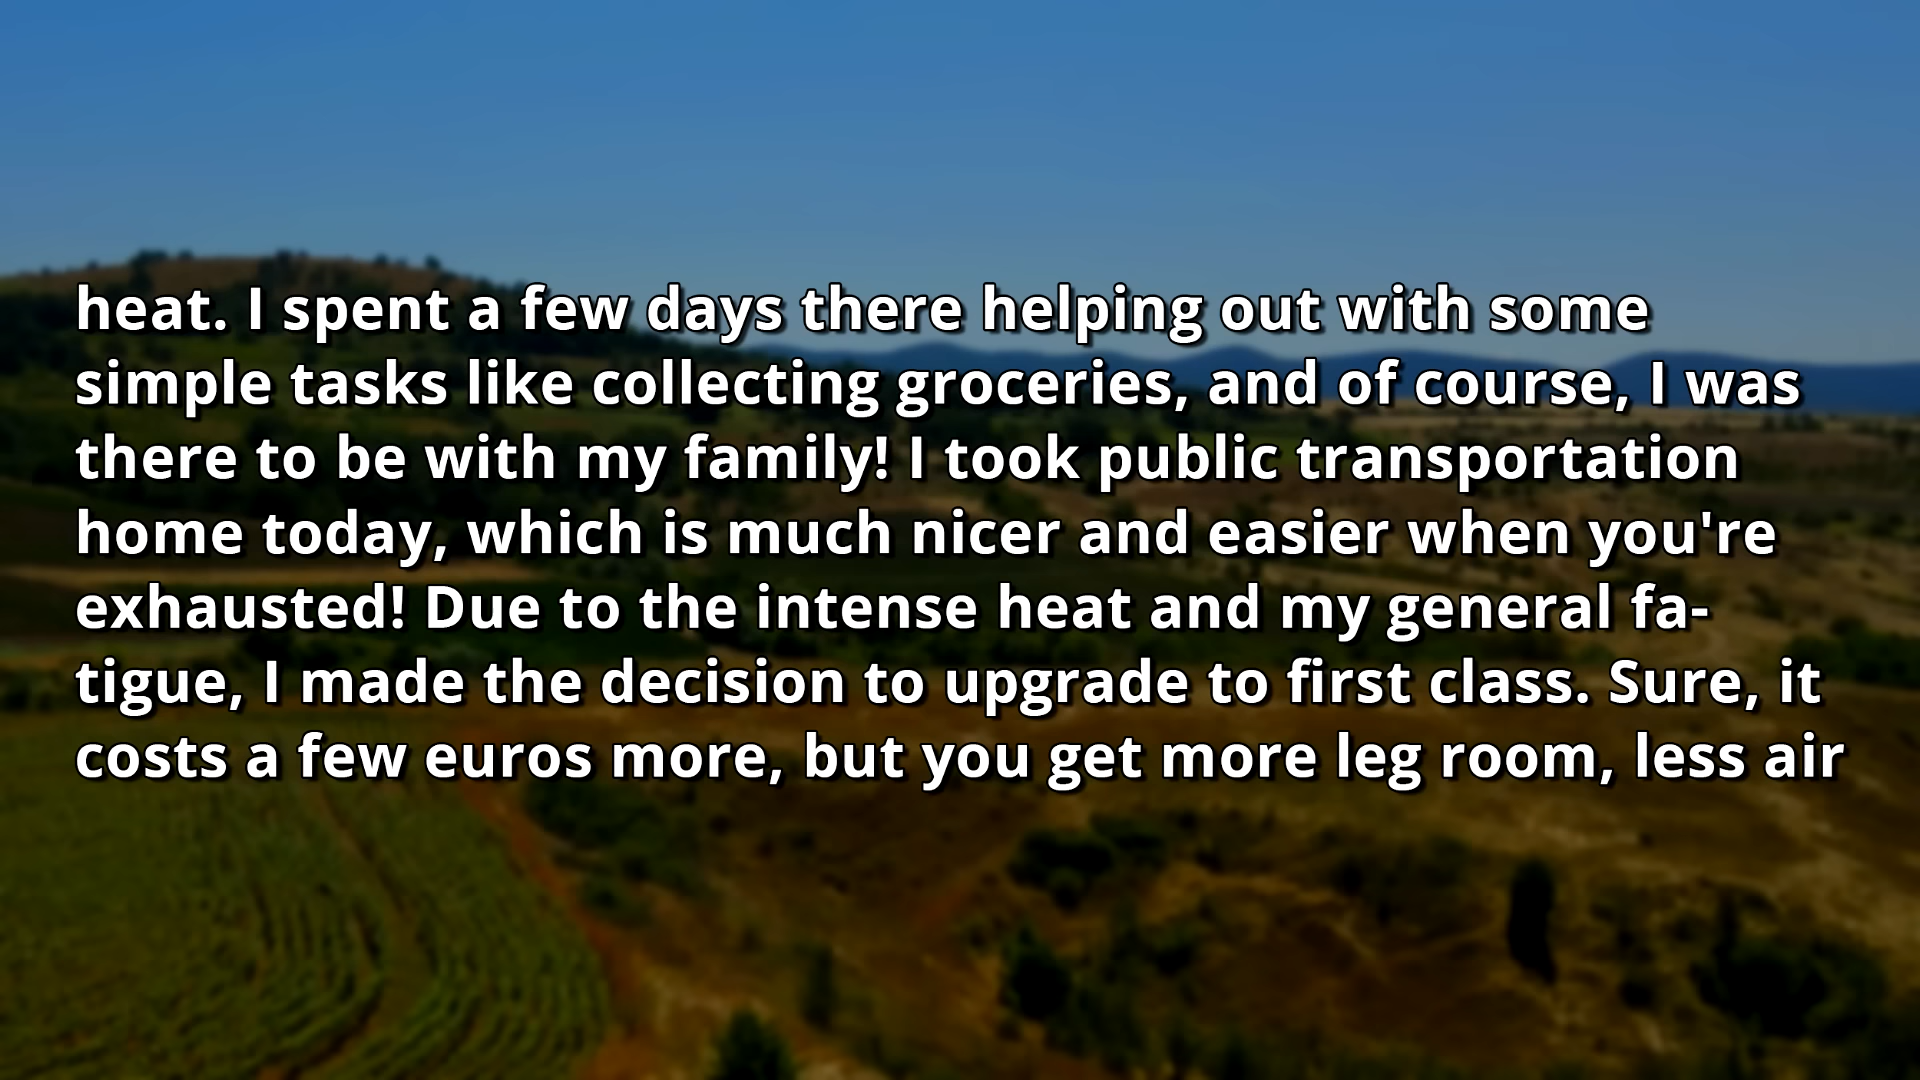 heat. I spent a few days there helping out with some
simple tasks like collecting groceries, and of course, I was
there to be with my family! I took public transportation
home today, which is much nicer and easier when you're
exhausted! Due to the intense heat and my general fa-
tigue, I made the decision to upgrade to first class. Sure, it
costs a few euros more, but you get more leg room, less air